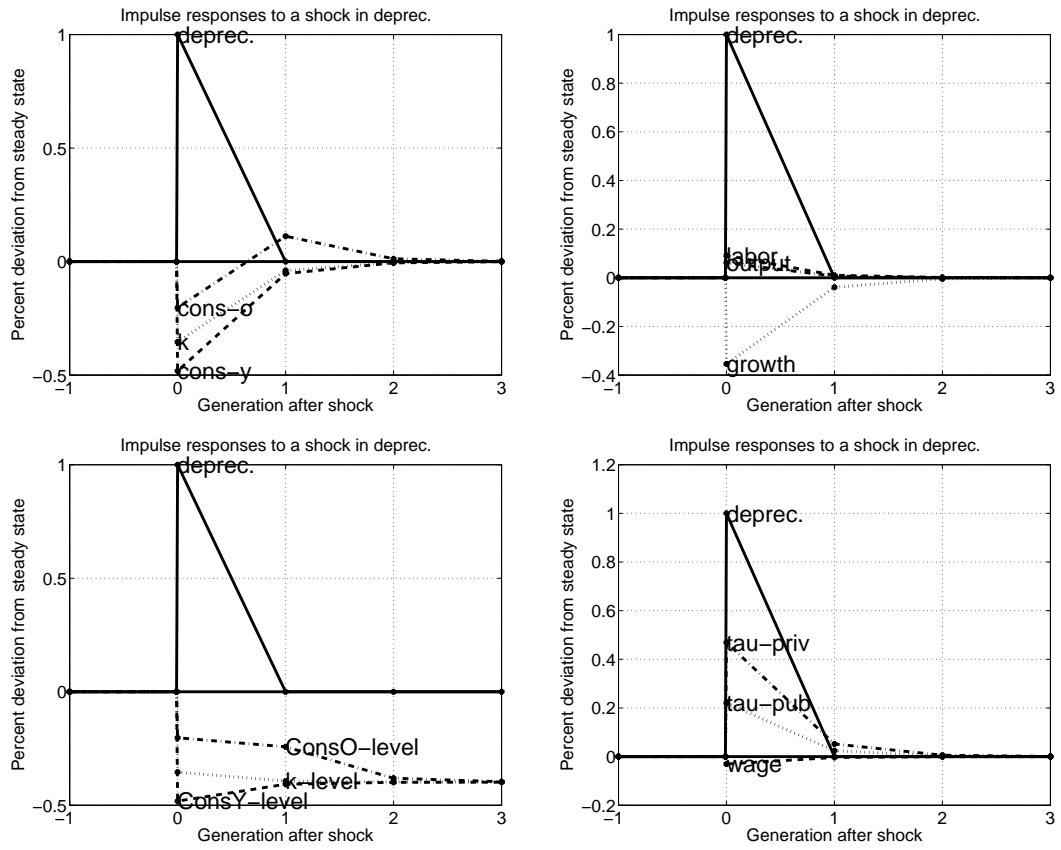 Impulse responses to a shock in deprec.
Percent deviation from steady state
1
0.5
0
−0.5
deprec.
cons−o
k
cons−y
−1
0
1
2
3
Generation after shock
Impulse responses to a shock in deprec.
Percent deviation from steady state
1
0.8
0.6
0.4
0.2
0
−0.2
−0.4
deprec.
labor
output
growth
−1
0
1
2
3
Generation after shock
Impulse responses to a shock in deprec.
Percent deviation from steady state
1
0.5
0
−0.5
deprec.
ConsO−level
k−level
ConsY−level
−1
0
1
2
3
Generation after shock
Impulse responses to a shock in deprec.
Percent deviation from steady state
1.2
1
0.8
0.6
0.4
0.2
0
−0.2
deprec.
tau−priv
tau−pub
wage
−1
0
1
2
3
Generation after shock